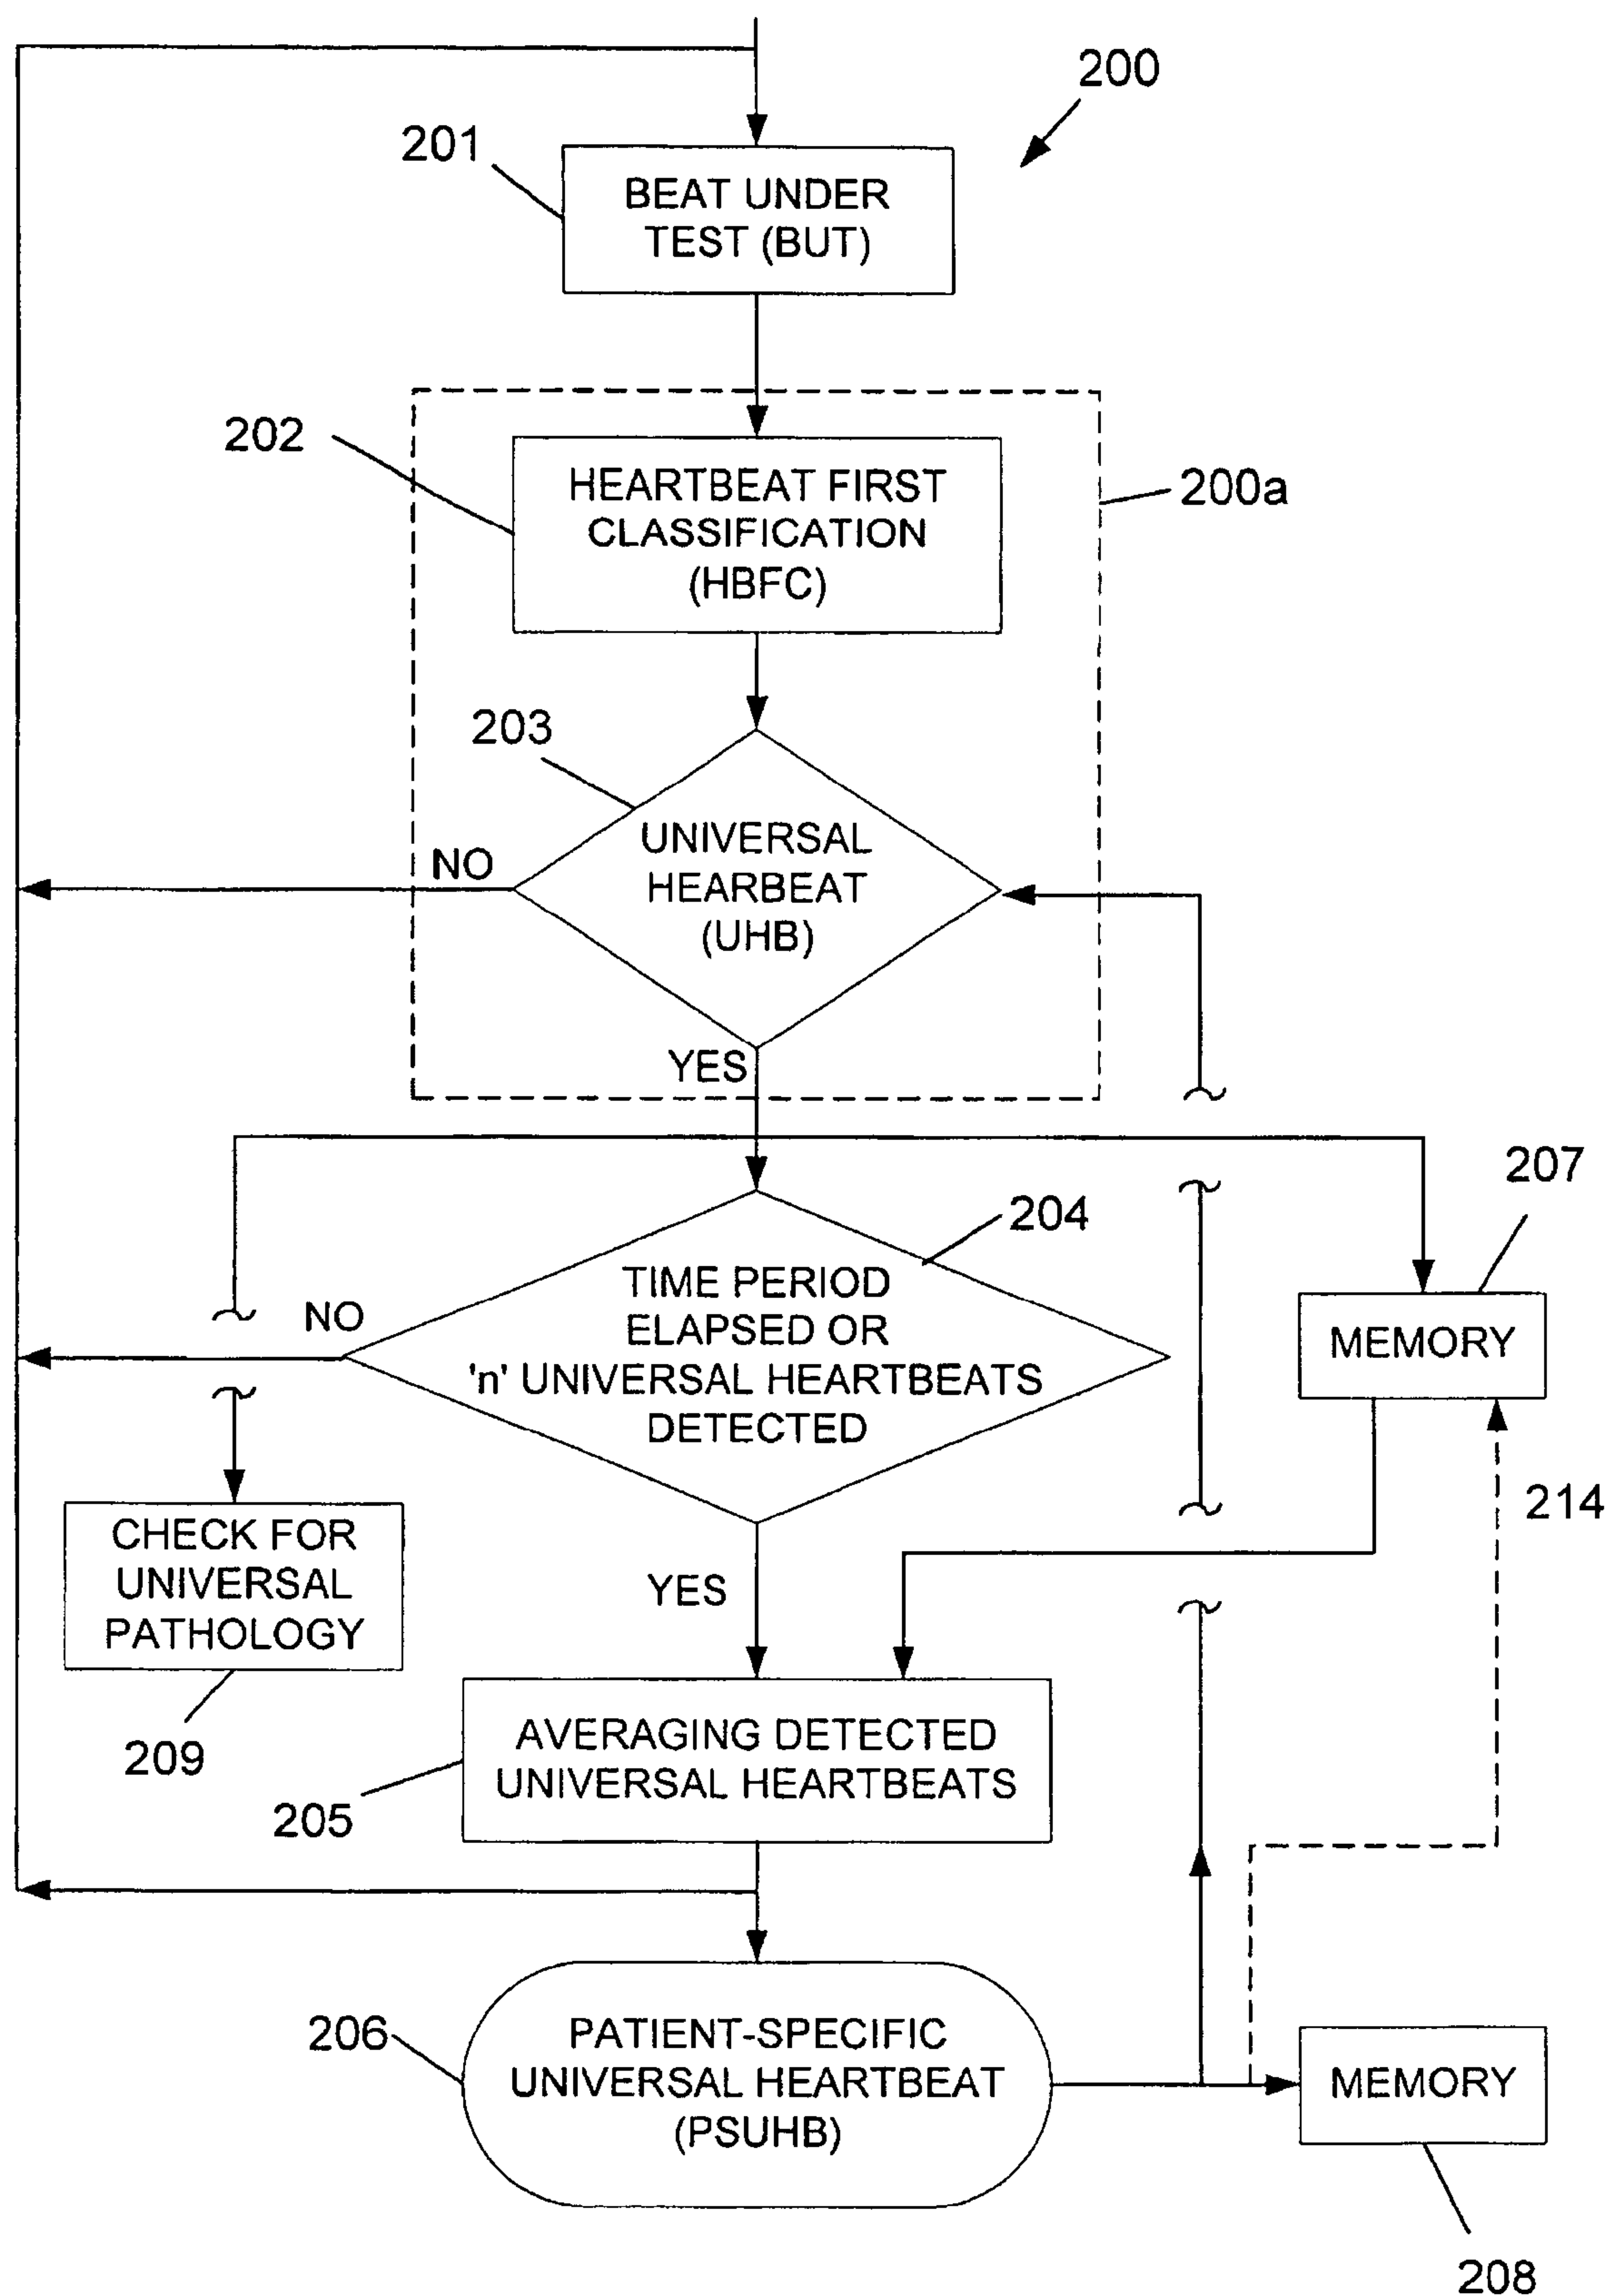 200
201
BEAT UNDER
TEST (BUT)
202
HEARTBEAT FIRST
CLASSIFICATION
(HBFC)
200a
203
UNIVERSAL
HEARBEAT
(UHB)
NO
YES
207
204
TIME PERIOD
ELAPSED OR
'n' UNIVERSAL HEARTBEATS
DETECTED
NO
MEMORY
214
CHECK FOR
UNIVERSAL
PATHOLOGY
YES
209
AVERAGING DETECTED
UNIVERSAL HEARTBEATS
205
206
PATIENT-SPECIFIC
UNIVERSAL HEARTBEAT
(PSUHB)
MEMORY
208